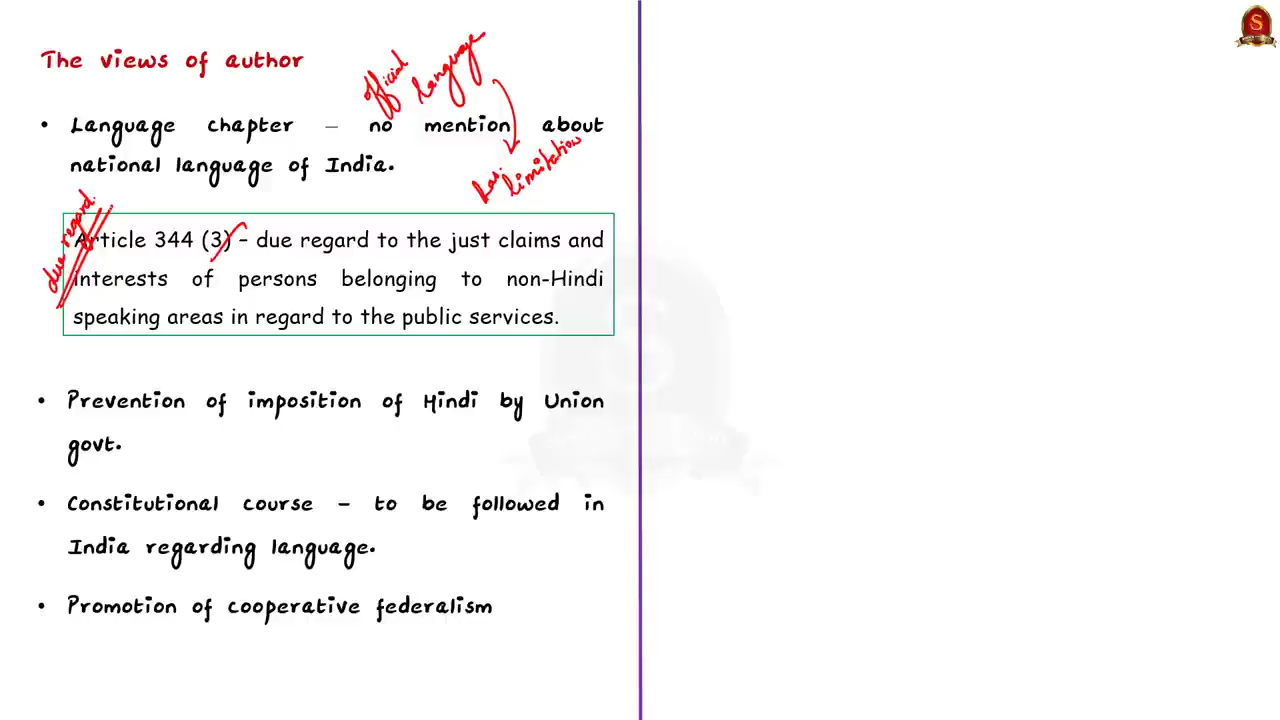 The views of author
official language
• Language chapter – no mention about
national language of India.
has limitation
due regard
Article 344 (3) – due regard to the just claims and
interests of persons belonging to non-Hindi
speaking areas in regard to the public services.
• Prevention of imposition of Hindi by Union
govt.
• Constitutional course – to be followed in
India regarding language.
• Promotion of cooperative federalism
S